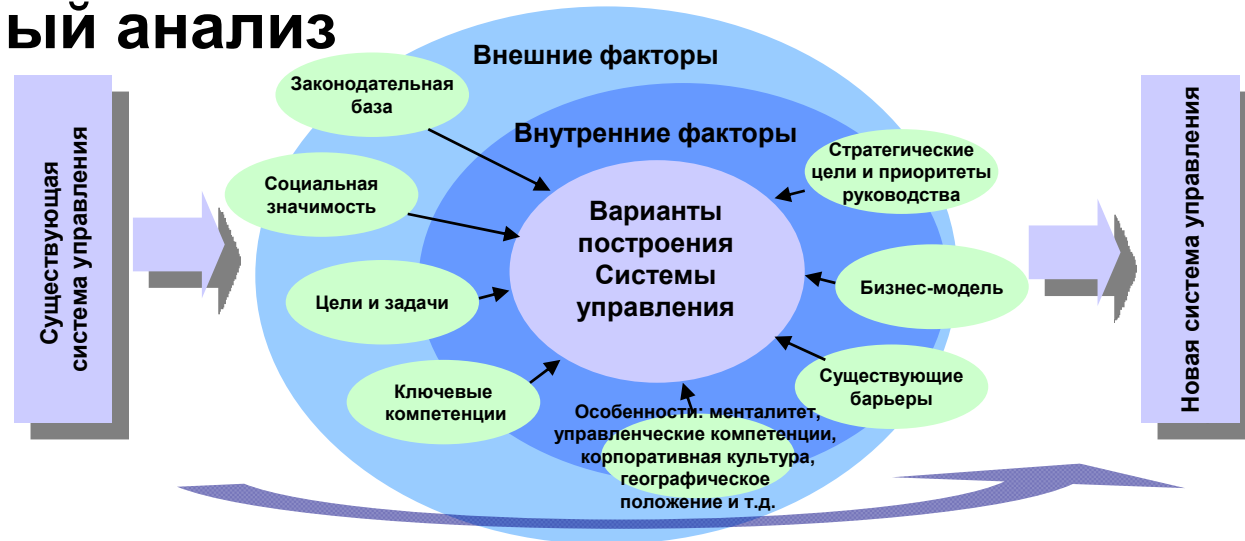 ый анализ
Существующая
система управления
Внешние факторы
Внутренние факторы
Законодательная
база
Социальная
значимость
Цели и задачи
Ключевые
компетенции
Варианты
построения
Системы
управления
Стратегические
цели и приоритеты
руководства
Бизнес-модель
Существующие
барьеры
Особенности: менталитет,
управленческие компетенции,
корпоративная культура,
географическое
положение и т.д.
Новая система управления